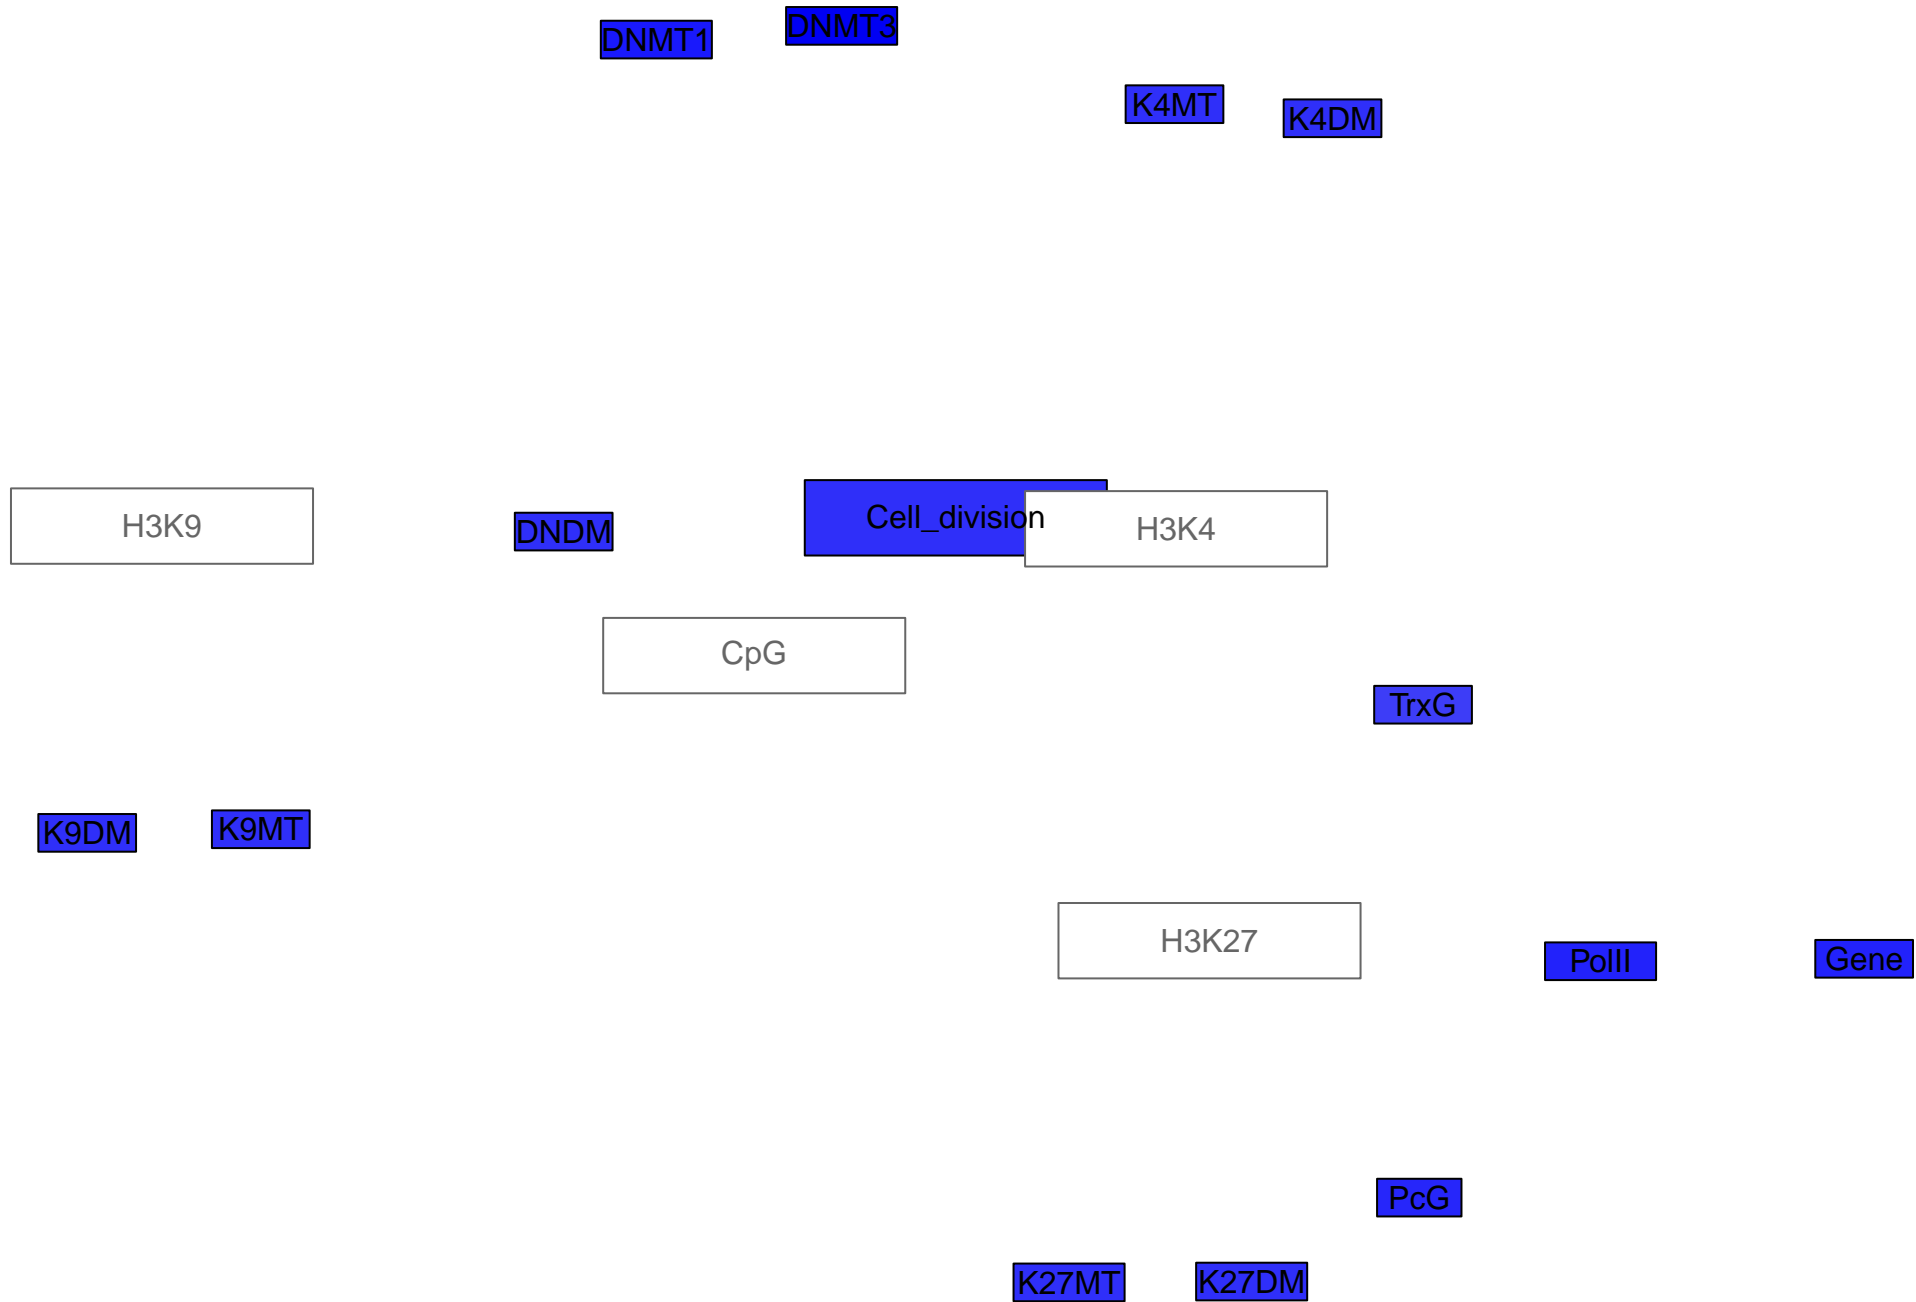 DNMT1
DNMT3
K4MT
K4DM
H3K9
DNDM
Cell_division
H3K4
CpG
TrxG
K9DM
K9MT
H3K27
PolII
Gene
PcG
K27MT
K27DM